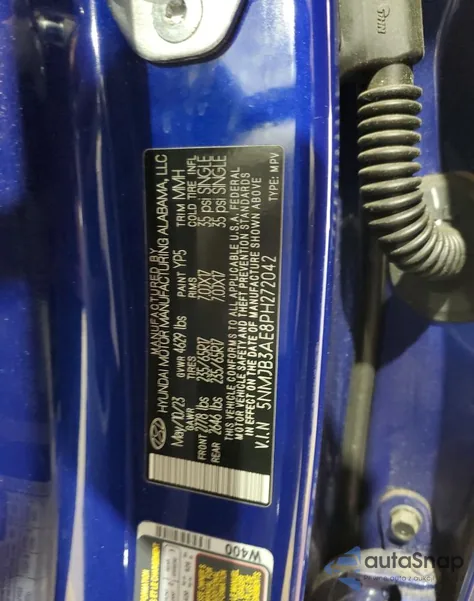 MANUFACTURED BY
HYUNDAI MOTOR MANUFACTURING ALABAMA, LLC
May/10/23 GVWR 4629 lbs PAINT YP5 TRIM MMH
GAWR TIRES RIMS COLD TIRE INFL
FRONT 2778 lbs 235/65R17 7.0JX17 35 psi SINGLE
REAR 2646 lbs 235/65R17 7.0JX17 35 psi SINGLE
THIS VEHICLE CONFORMS TO ALL APPLICABLE U.S.A. FEDERAL
MOTOR VEHICLE SAFETY AND THEFT PREVENTION STANDARDS
IN EFFECT ON THE DATE OF MANUFACTURE SHOWN ABOVE
V.I.N 5NMJB3AE8PH272042 TYPE: MPV
W400
autoSnap